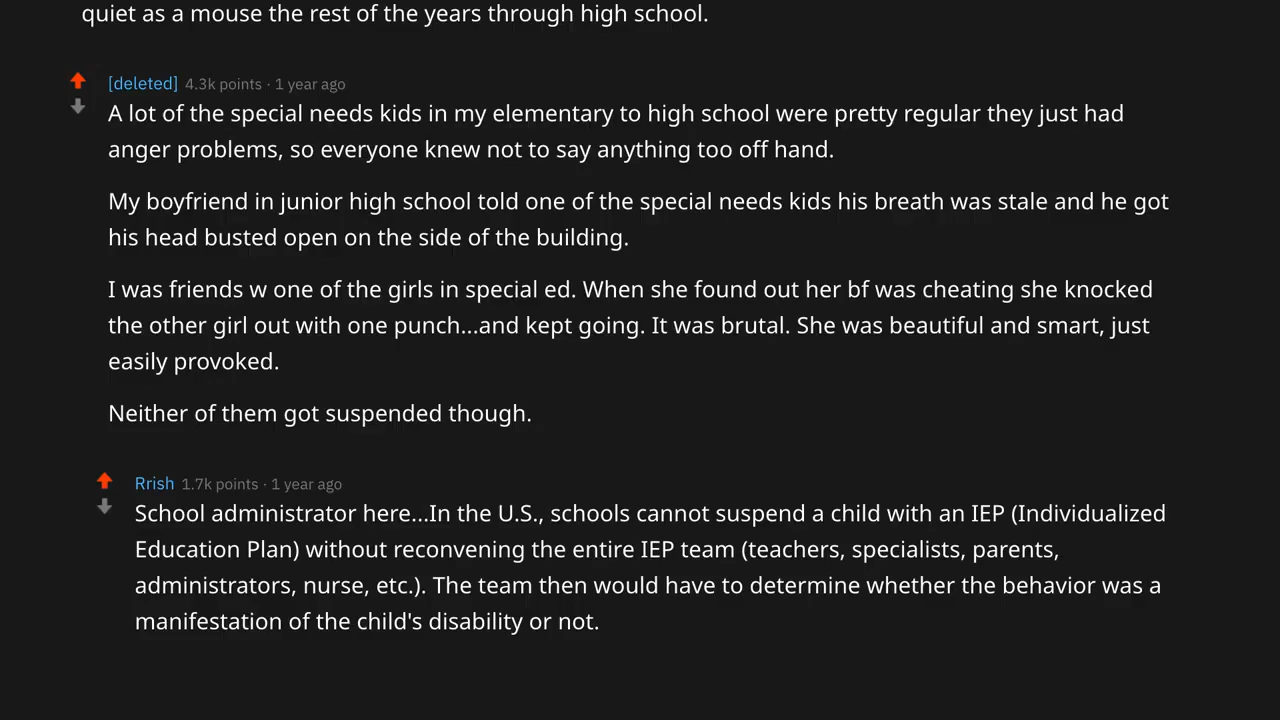 quiet as a mouse the rest of the years through high school.
[deleted] 4.3k points · 1 year ago
A lot of the special needs kids in my elementary to high school were pretty regular they just had
anger problems, so everyone knew not to say anything too off hand.
My boyfriend in junior high school told one of the special needs kids his breath was stale and he got
his head busted open on the side of the building.
I was friends w one of the girls in special ed. When she found out her bf was cheating she knocked
the other girl out with one punch...and kept going. It was brutal. She was beautiful and smart, just
easily provoked.
Neither of them got suspended though.
Rrish 1.7k points · 1 year ago
School administrator here...In the U.S., schools cannot suspend a child with an IEP (Individualized
Education Plan) without reconvening the entire IEP team (teachers, specialists, parents,
administrators, nurse, etc.). The team then would have to determine whether the behavior was a
manifestation of the child's disability or not.